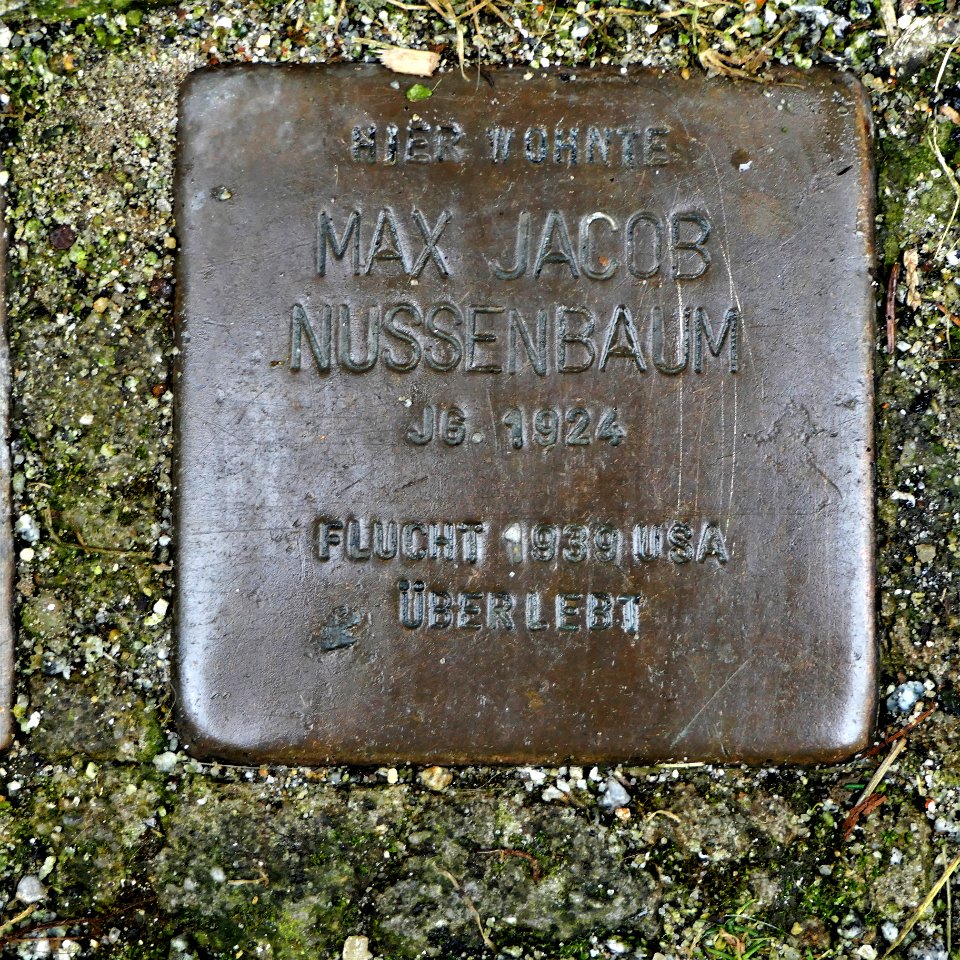 HIER WOHNTE
MAX JACOB
NUSSENBAUM
JG. 1924
FLUCHT 1939 USA
ÜBERLEBT